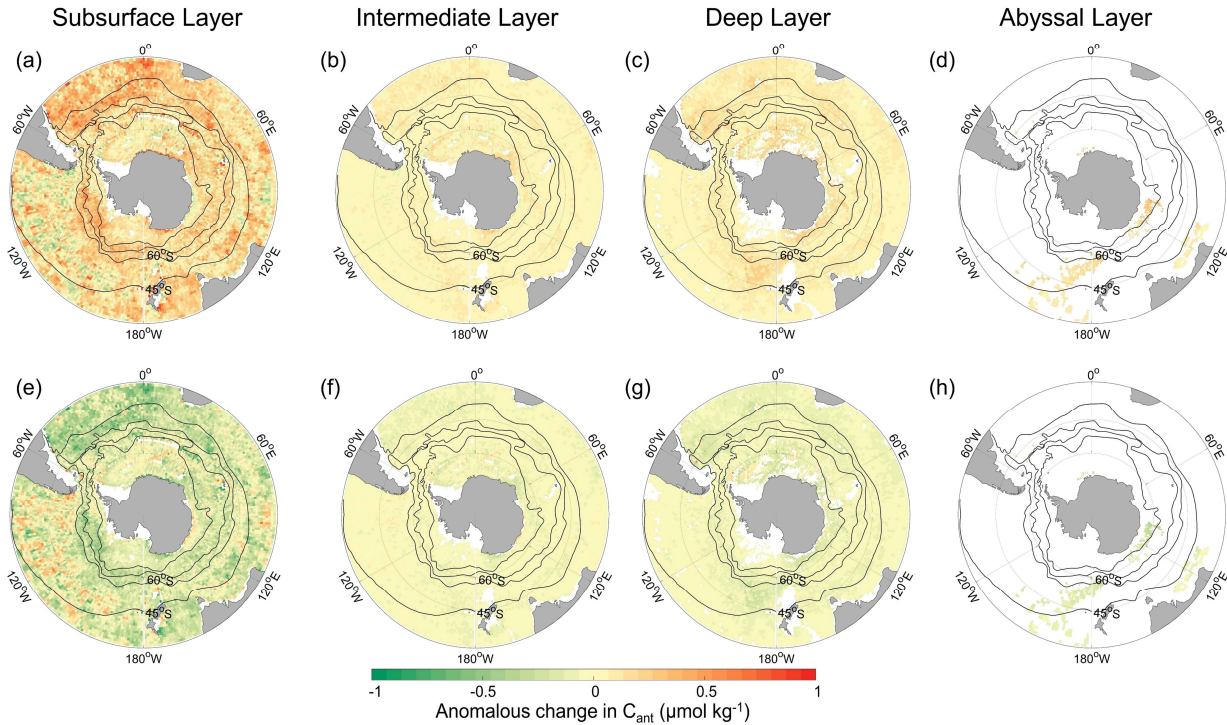 Subsurface Layer
Intermediate Layer
Deep Layer
Abyssal Layer
(a)
0°
60°E
120°E
180°W
120°W
60°W
60°S
45°S
(b)
0°
60°E
120°E
180°W
120°W
60°W
60°S
45°S
(c)
0°
60°E
120°E
180°W
120°W
60°W
60°S
45°S
(d)
0°
60°E
120°E
180°W
120°W
60°W
60°S
45°S
(e)
0°
60°E
120°E
180°W
120°W
60°W
60°S
45°S
(f)
0°
60°E
120°E
180°W
120°W
60°W
60°S
45°S
(g)
0°
60°E
120°E
180°W
120°W
60°W
60°S
45°S
(h)
0°
60°E
120°E
180°W
120°W
60°W
60°S
45°S
-1 -0.5 0 0.5 1
Anomalous change in Cant (µmol kg⁻¹)